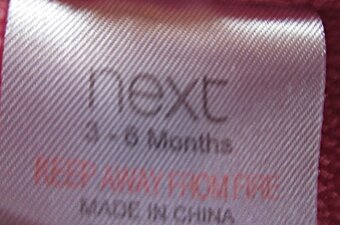 next
3 - 6 Months
KEEP AWAY FROM FIRE
MADE IN CHINA